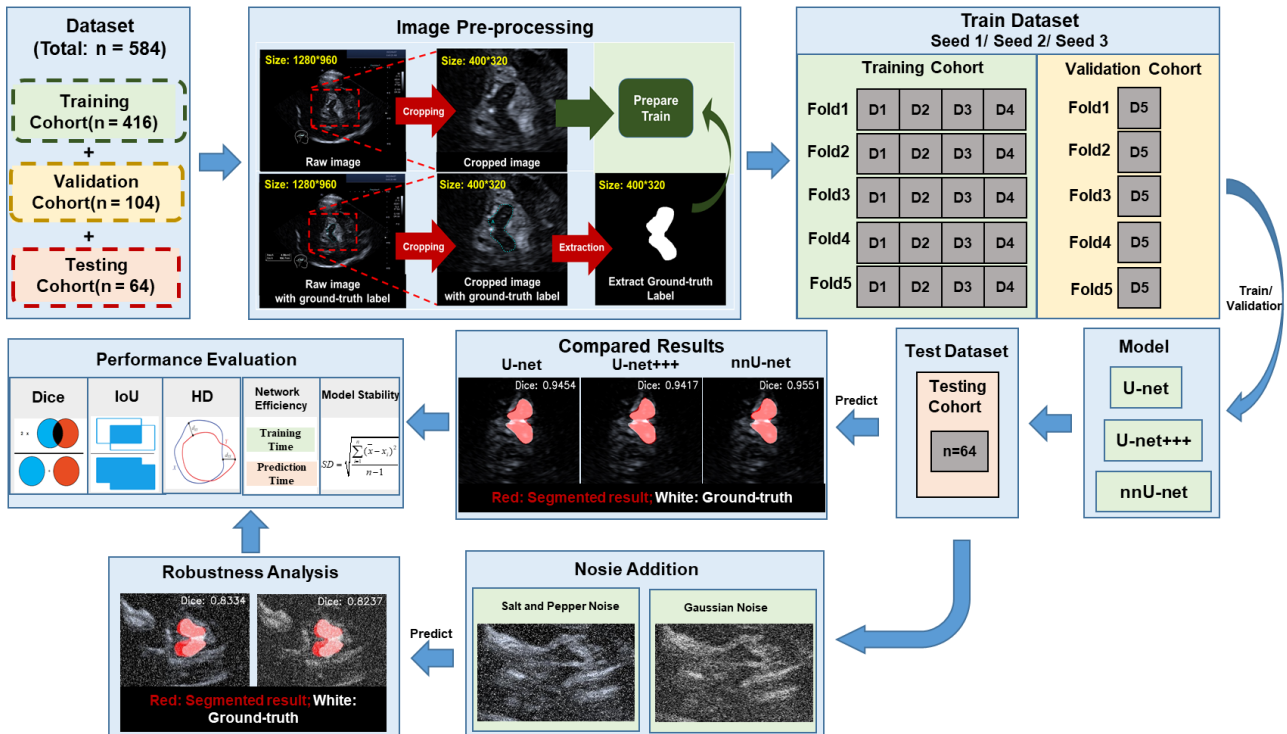 Dataset
(Total: n = 584)
Training
Cohort(n = 416)
+
Validation
Cohort(n = 104)
+
Testing
Cohort(n = 64)
Image Pre-processing
Size: 1280*960
Raw image
Cropping
Size: 400*320
Cropped image
Prepare
Train
Size: 1280*960
Raw image
with ground-truth label
Cropping
Size: 400*320
Cropped image
with ground-truth label
Extraction
Size: 400*320
Extract Ground-truth
Label
Train Dataset
Seed 1/ Seed 2/ Seed 3
Training Cohort
Fold1 D1 D2 D3 D4
Fold2 D1 D2 D3 D4
Fold3 D1 D2 D3 D4
Fold4 D1 D2 D3 D4
Fold5 D1 D2 D3 D4
Validation Cohort
Fold1 D5
Fold2 D5
Fold3 D5
Fold4 D5
Fold5 D5
Train/
Validation
Model
U-net
U-net+++
nnU-net
Test Dataset
Testing
Cohort
n=64
Predict
Compared Results
U-net U-net+++ nnU-net
Dice: 0.9454 Dice: 0.9417 Dice: 0.9551
Red: Segmented result; White: Ground-truth
Performance Evaluation
Dice
2 x
+
IoU
HD
Network
Efficiency
Training
Time
Prediction
Time
Model Stability
SD = √(∑ⁿᵢ₌₁(x̄ − xᵢ)² / (n−1))
Nosie Addition
Salt and Pepper Noise
Gaussian Noise
Predict
Robustness Analysis
Dice: 0.8334 Dice: 0.8237
Red: Segmented result; White:
Ground-truth